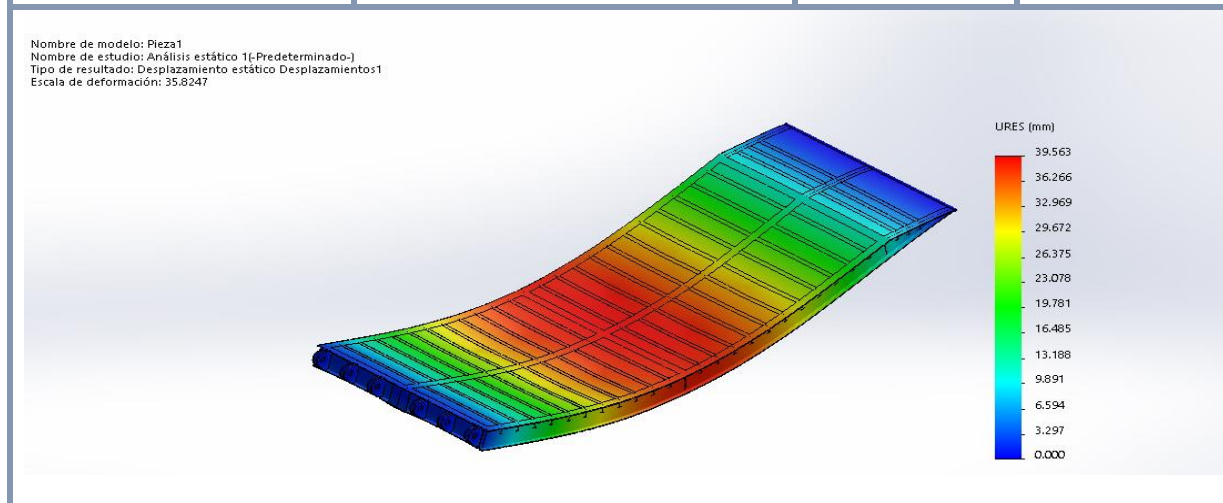 Nombre de modelo: Pieza1
Nombre de estudio: Análisis estático 1(-Predeterminado-)
Tipo de resultado: Desplazamiento estático Desplazamientos1
Escala de deformación: 35.8247
URES (mm)
39.563
36.266
32.969
29.672
26.375
23.078
19.781
16.485
13.188
9.891
6.594
3.297
0.000